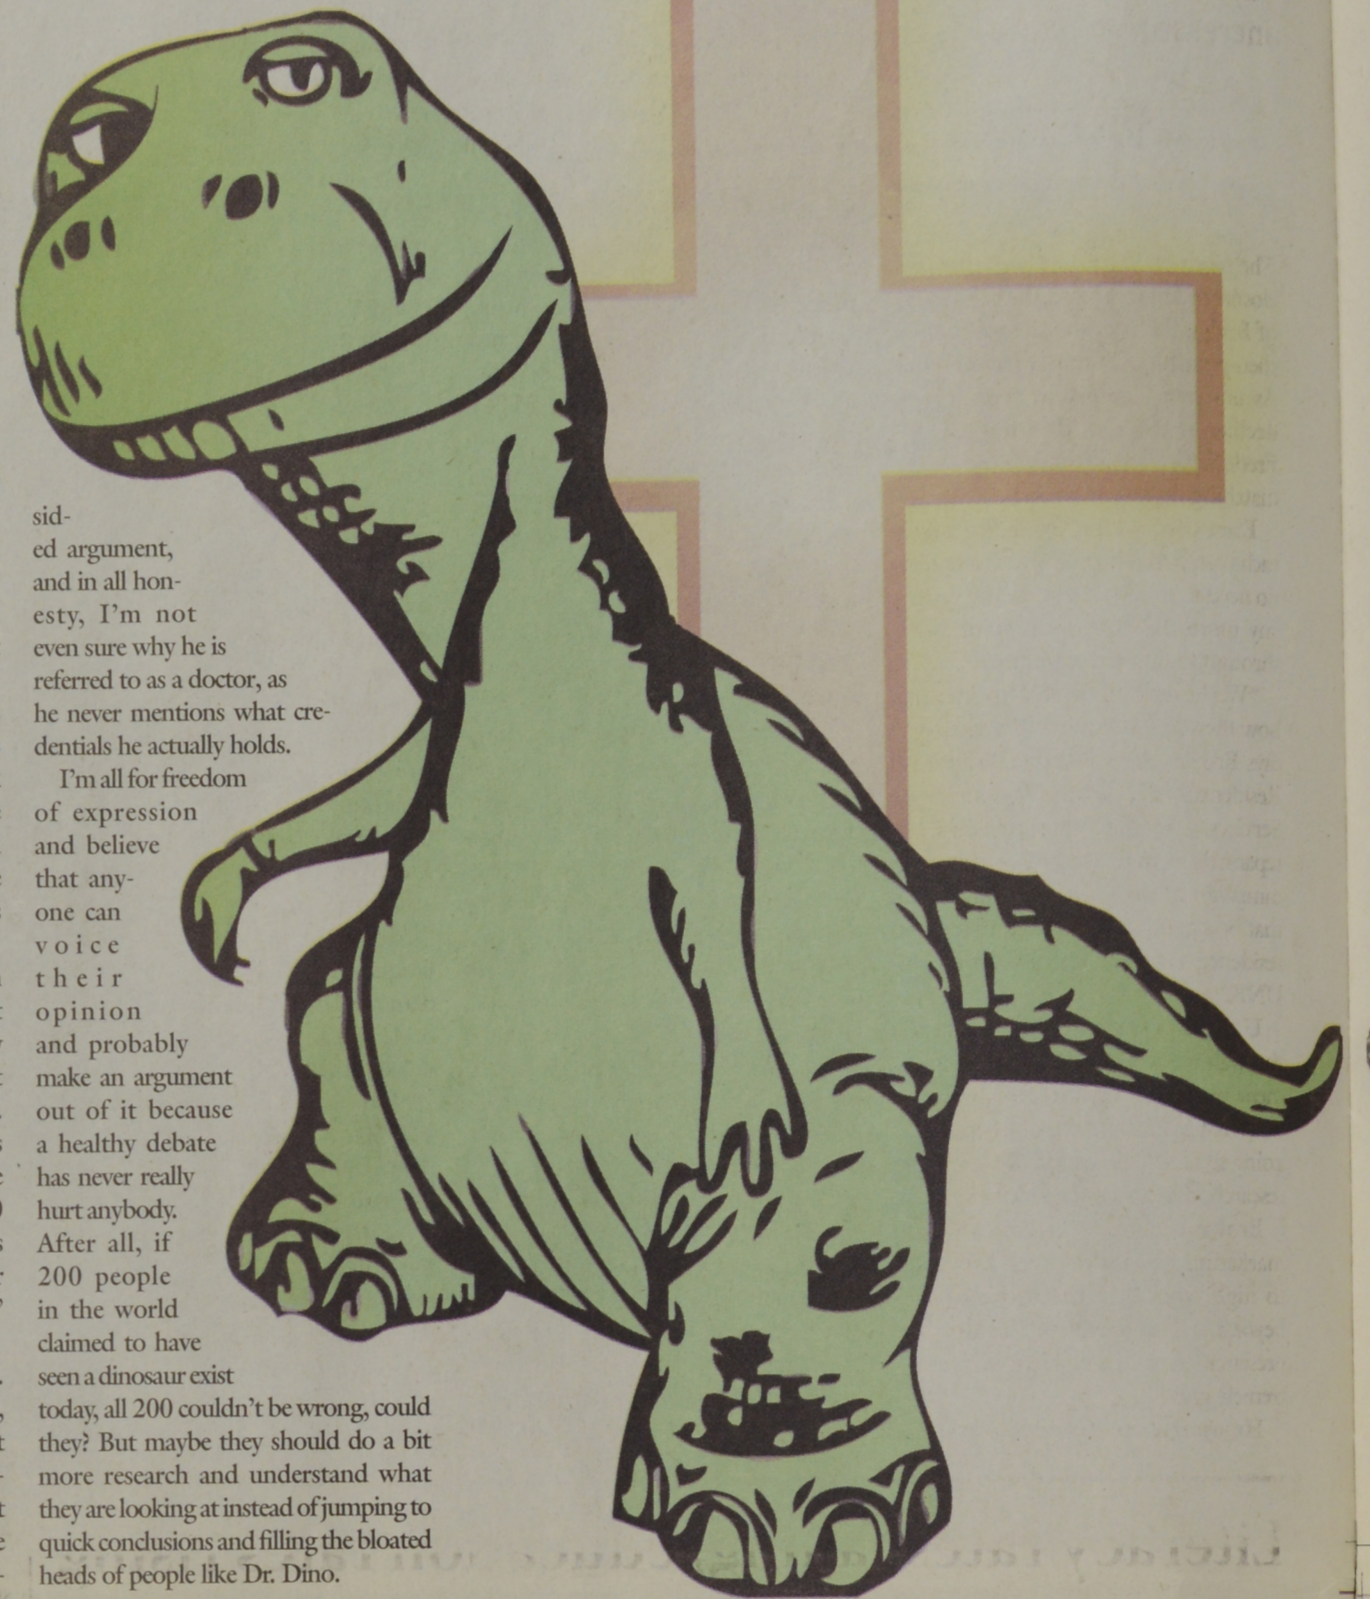 sid-
ed argument,
and in all hon-
esty, I'm not
even sure why he is
referred to as a doctor, as
he never mentions what cre-
dentials he actually holds.
I'm all for freedom
of expression
and believe
that any-
one can
voice
their
opinion
and probably
make an argument
out of it because
a healthy debate
has never really
hurt anybody.
After all, if
200 people
in the world
claimed to have
seen a dinosaur exist
today, all 200 couldn't be wrong, could
they? But maybe they should do a bit
more research and understand what
they are looking at instead of jumping to
quick conclusions and filling the bloated
heads of people like Dr. Dino.